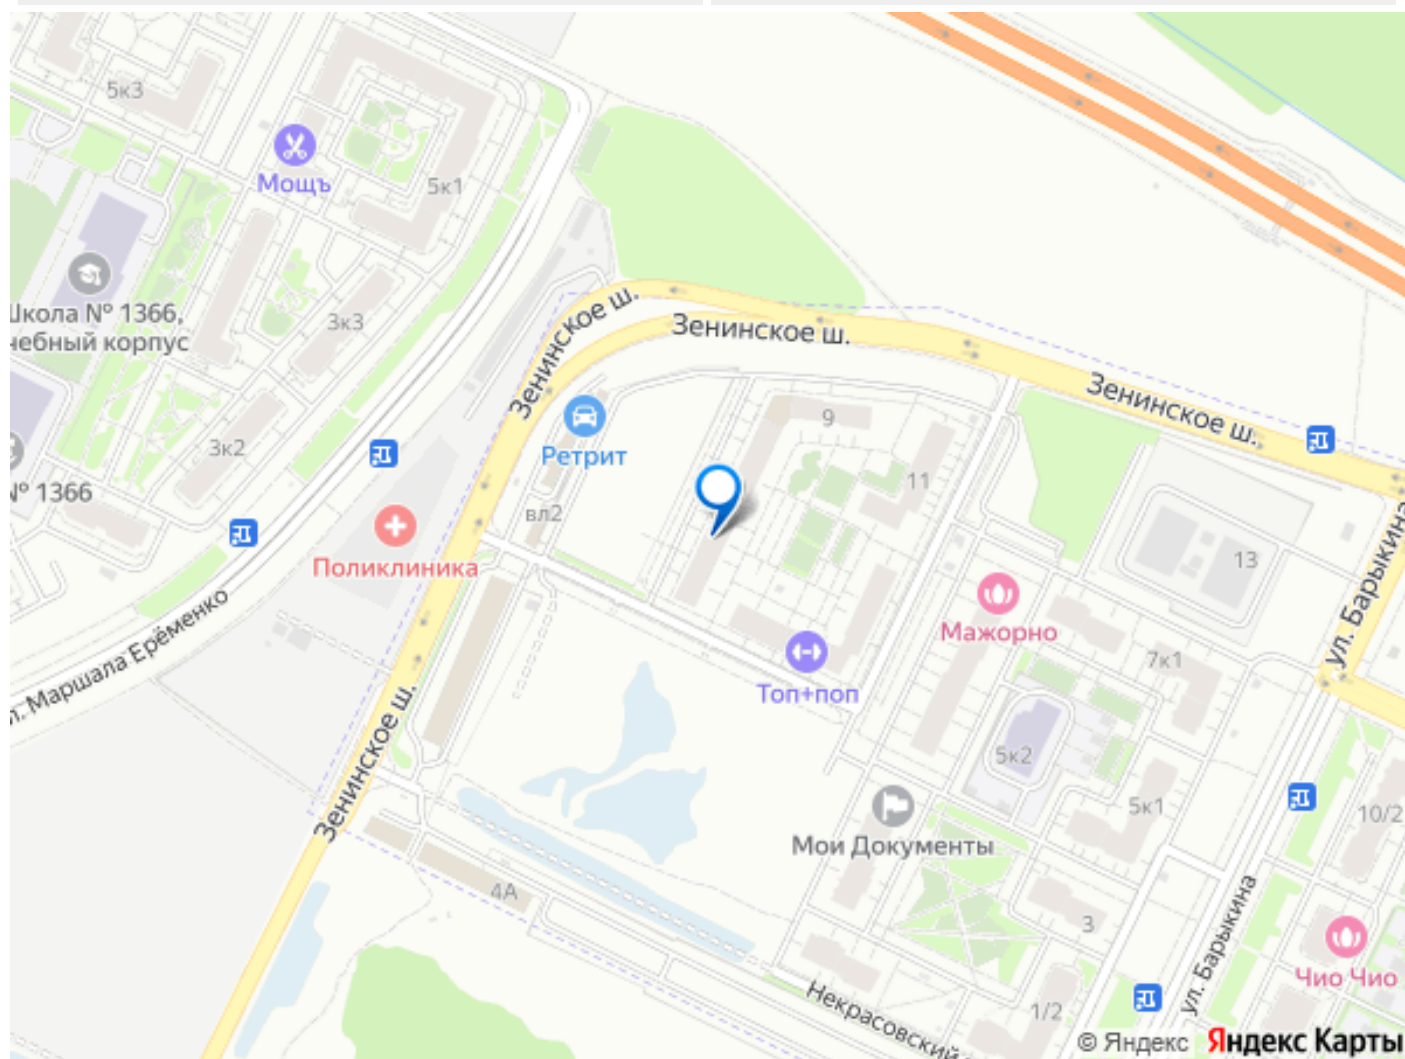 5к3
Мощъ
5к1
Школа № 1366,
чебный корпус
3к3
Зенинское ш.
Зенинское ш.
Зенинское ш.
9
3к2
Ретрит
№ 1366
11
вл2
Поликлиника
13
ул. Барыкина
Мажорно
7к1
л. Маршала Ерёменко
Топ+поп
Зенинское ш.
5к2
5к1
10/2
Мои Документы
4А
3
ул. Барыкина
Чио Чио
Некрасовский
1/2
© Яндекс Яндекс Карты